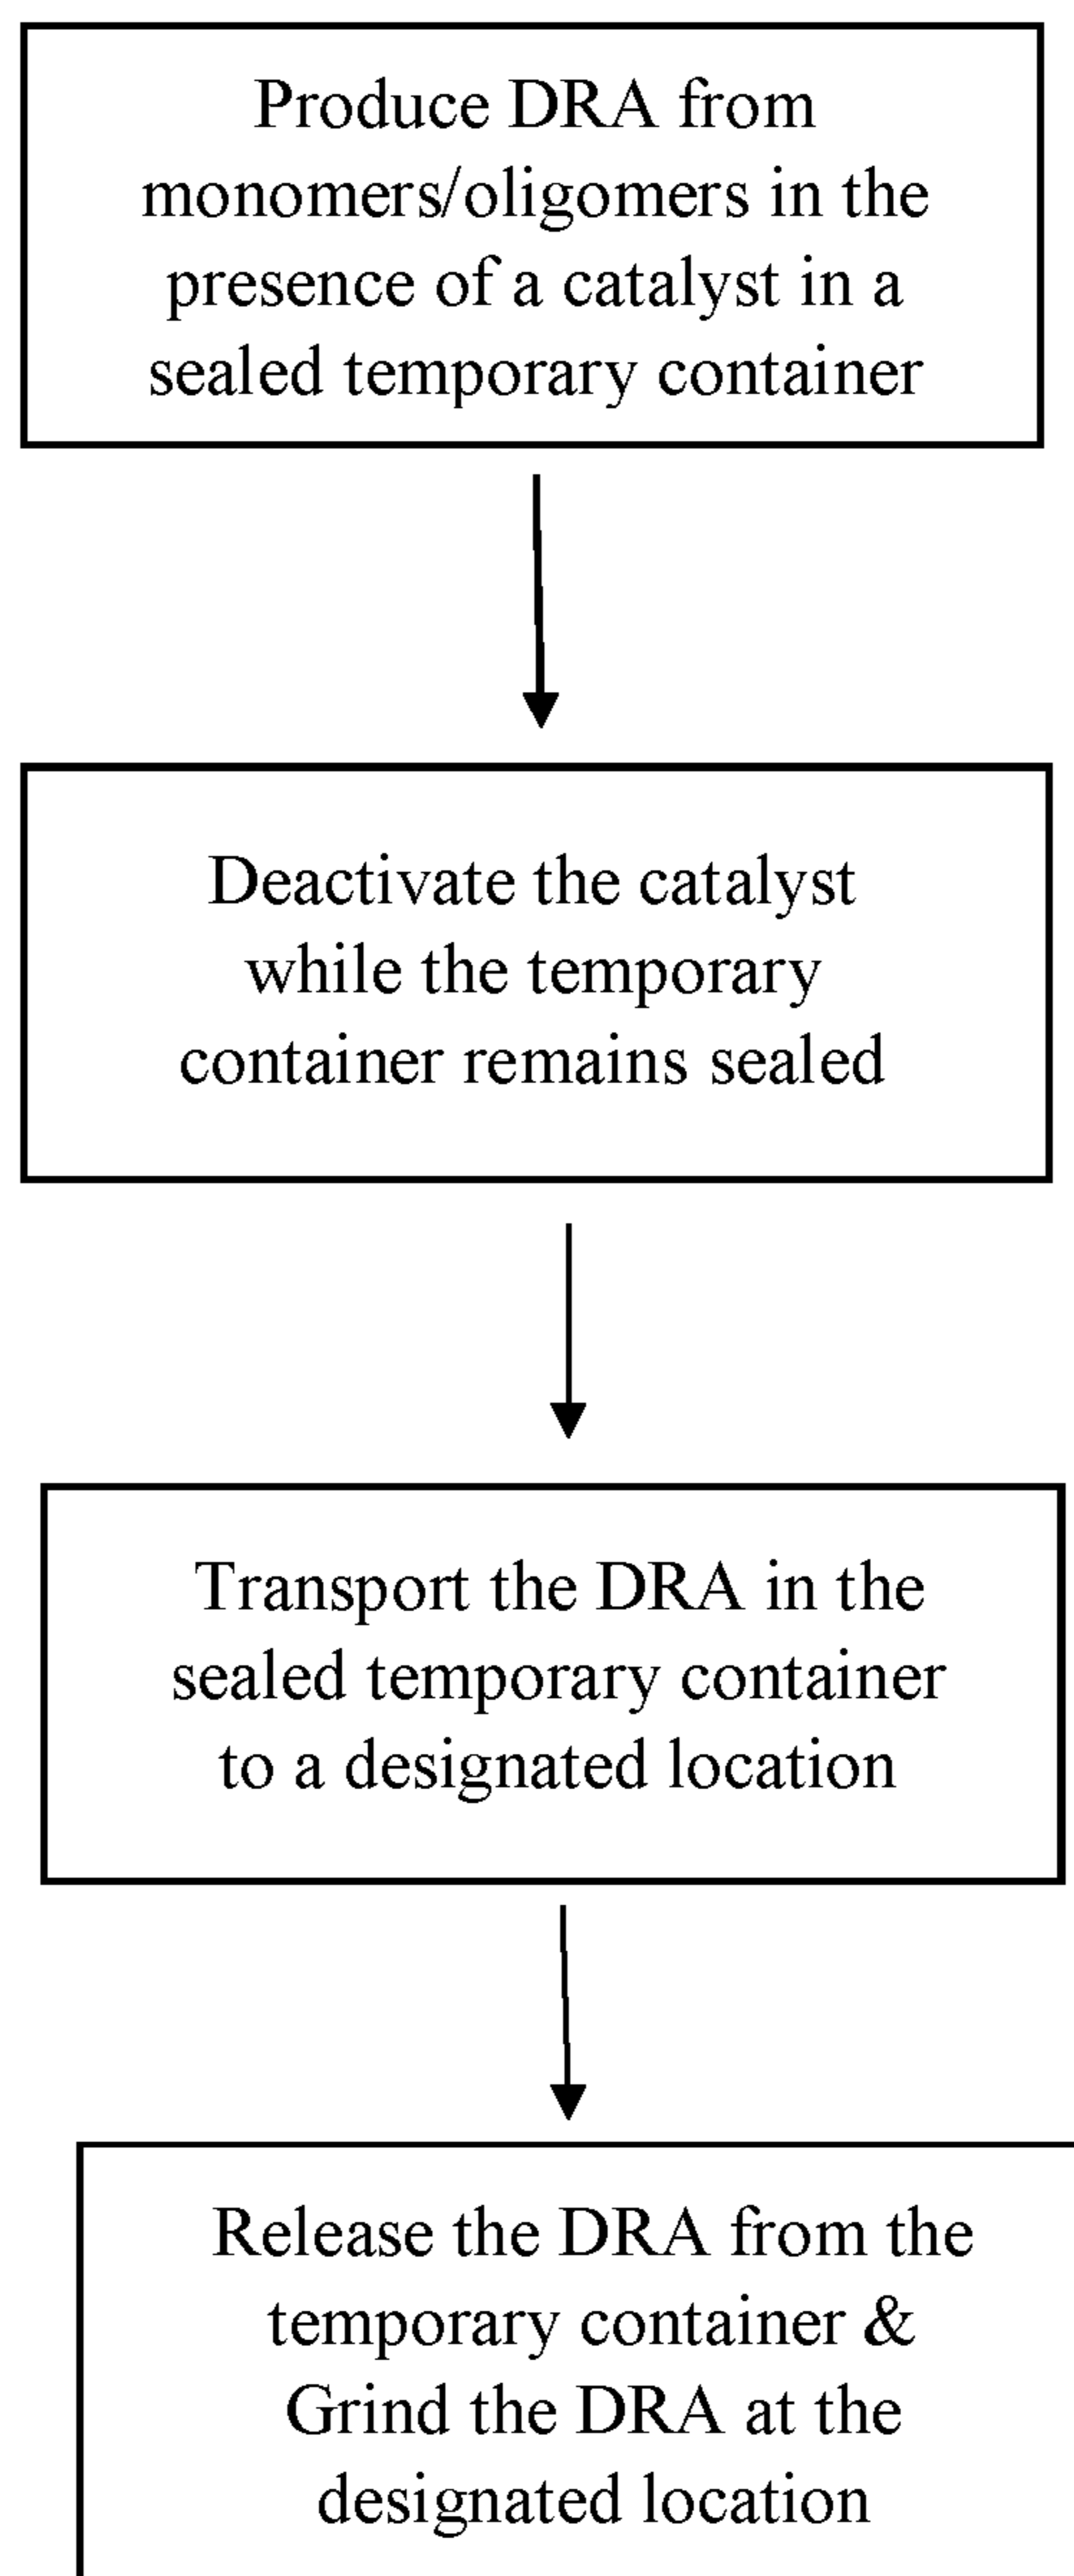 Produce DRA from
monomers/oligomers in the
presence of a catalyst in a
sealed temporary container
Deactivate the catalyst
while the temporary
container remains sealed
Transport the DRA in the
sealed temporary container
to a designated location
Release the DRA from the
temporary container &
Grind the DRA at the
designated location